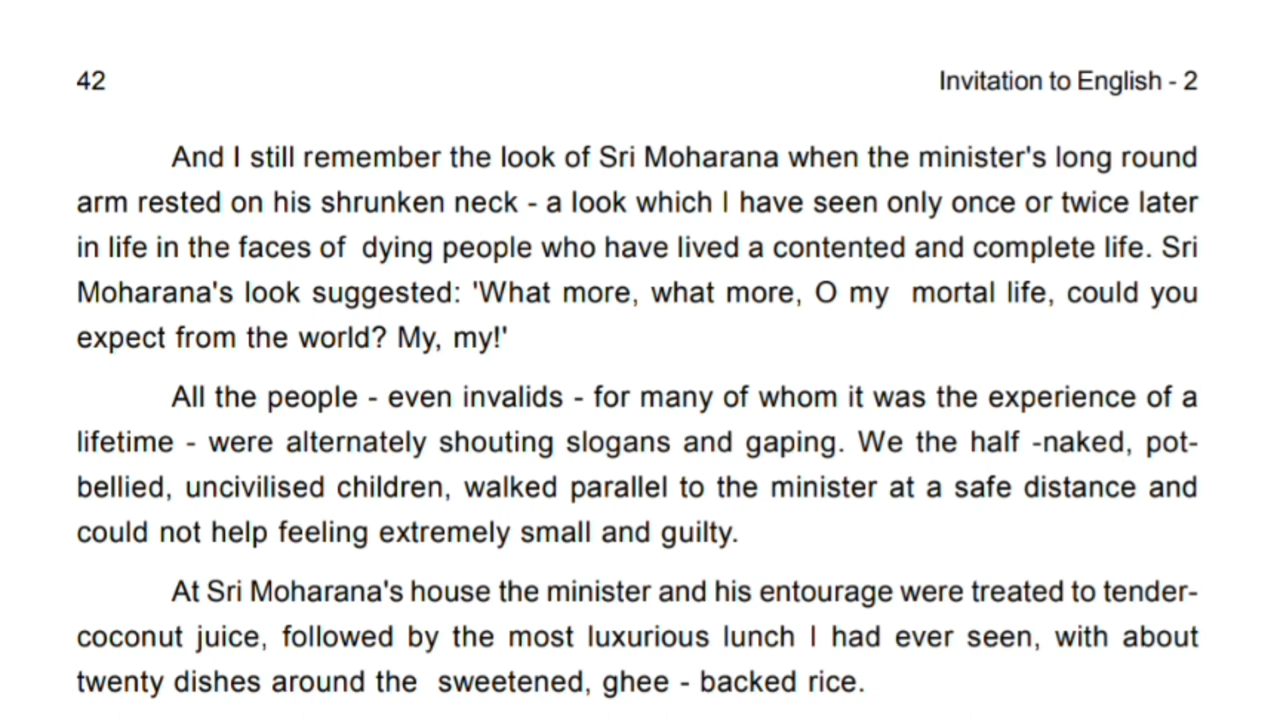 42 Invitation to English - 2
And I still remember the look of Sri Moharana when the minister's long round
arm rested on his shrunken neck - a look which I have seen only once or twice later
in life in the faces of dying people who have lived a contented and complete life. Sri
Moharana's look suggested: 'What more, what more, O my mortal life, could you
expect from the world? My, my!'
All the people - even invalids - for many of whom it was the experience of a
lifetime - were alternately shouting slogans and gaping. We the half -naked, pot-
bellied, uncivilised children, walked parallel to the minister at a safe distance and
could not help feeling extremely small and guilty.
At Sri Moharana's house the minister and his entourage were treated to tender-
coconut juice, followed by the most luxurious lunch I had ever seen, with about
twenty dishes around the sweetened, ghee - backed rice.